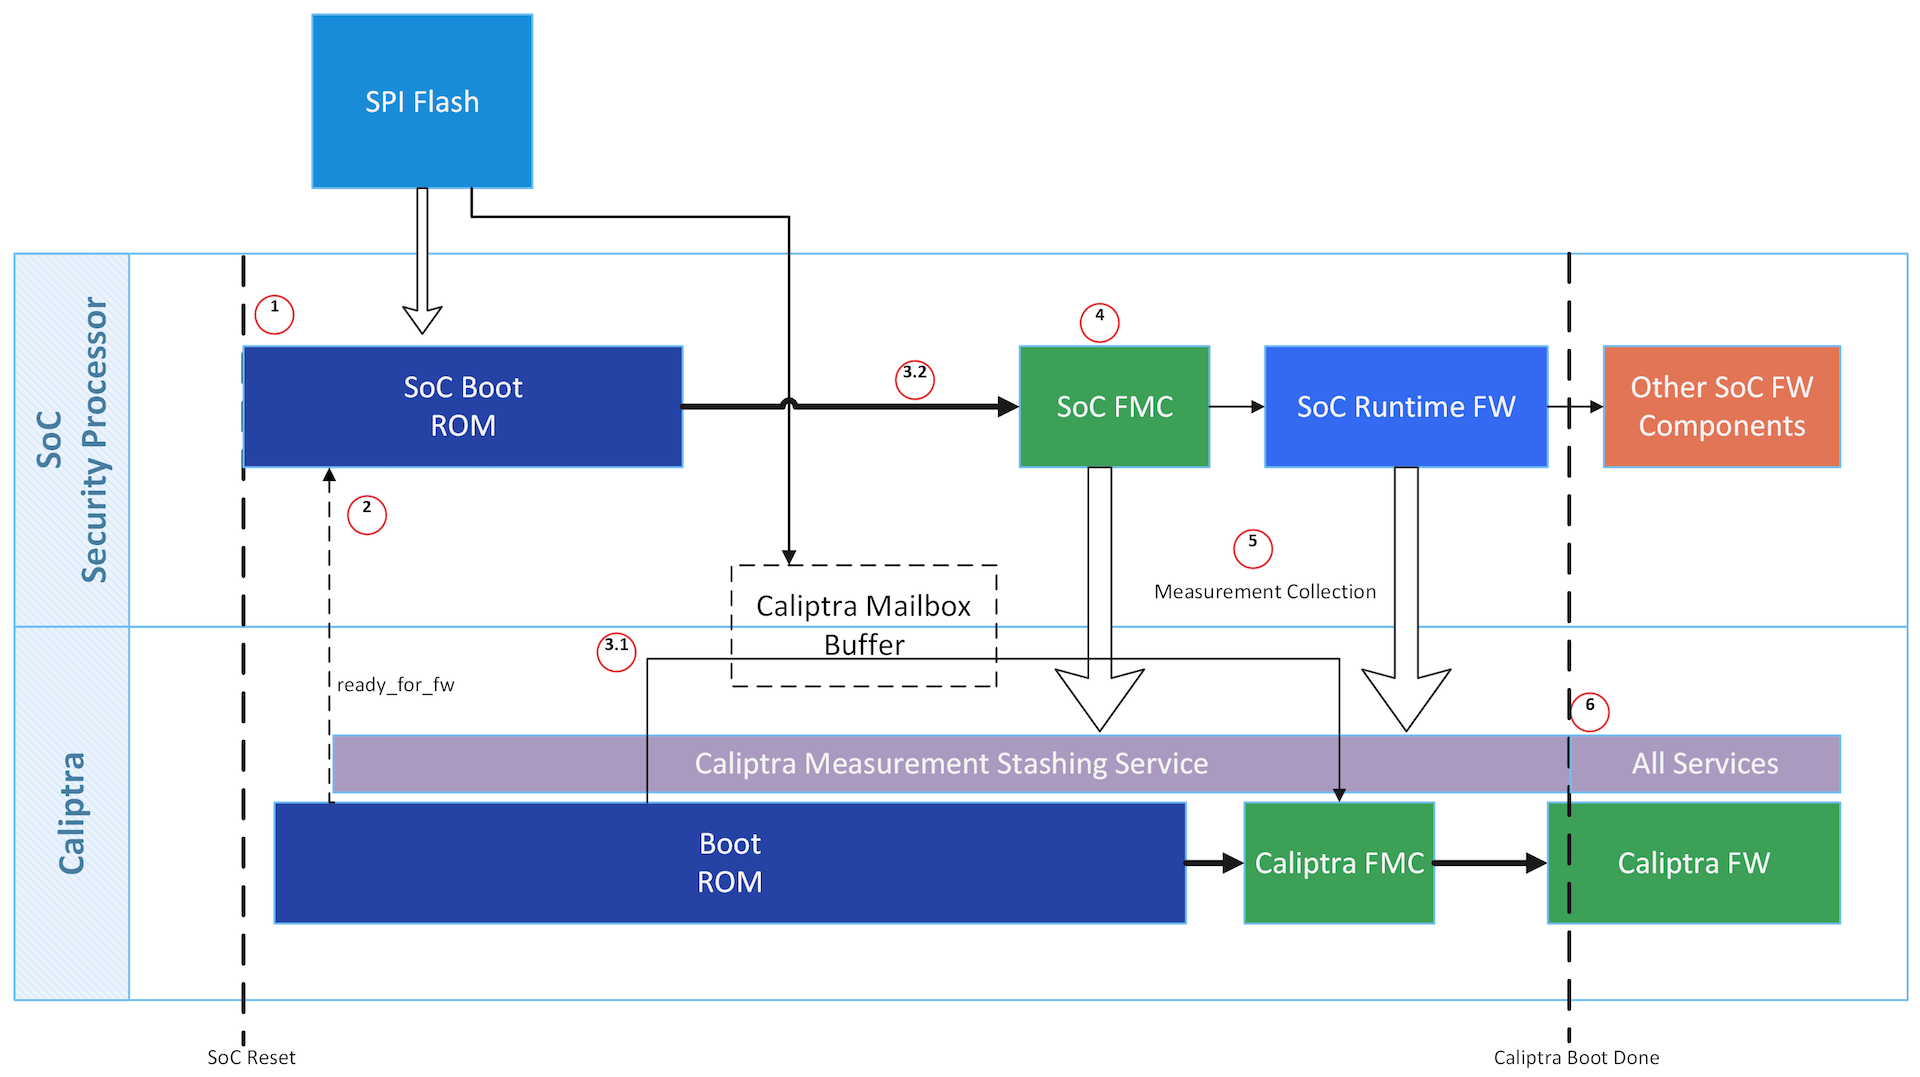 SPI Flash
SoC
Security Processor
1
SoC Boot
ROM
3.2
4
SoC FMC
SoC Runtime FW
Other SoC FW
Components
2
5
Measurement Collection
Caliptra Mailbox
Buffer
Caliptra
3.1
ready_for_fw
6
Caliptra Measurement Stashing Service
All Services
Boot
ROM
Caliptra FMC
Caliptra FW
SoC Reset
Caliptra Boot Done